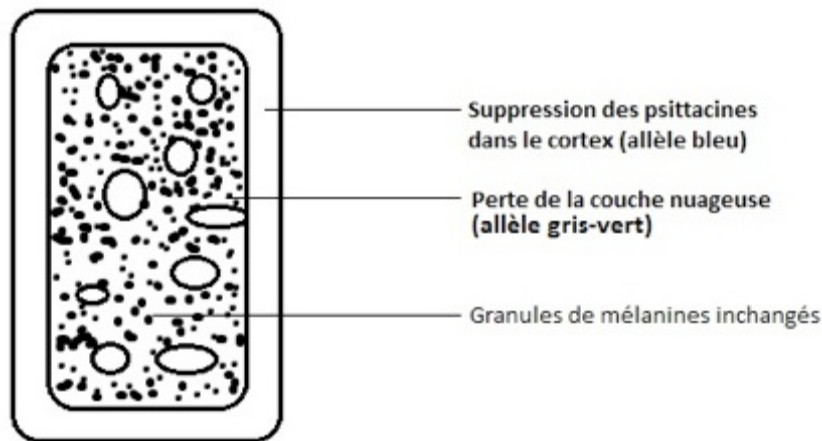 Suppression des psittacines
dans le cortex (allèle bleu)
Perte de la couche nuageuse
(allèle gris-vert)
Granules de mélanines inchangés